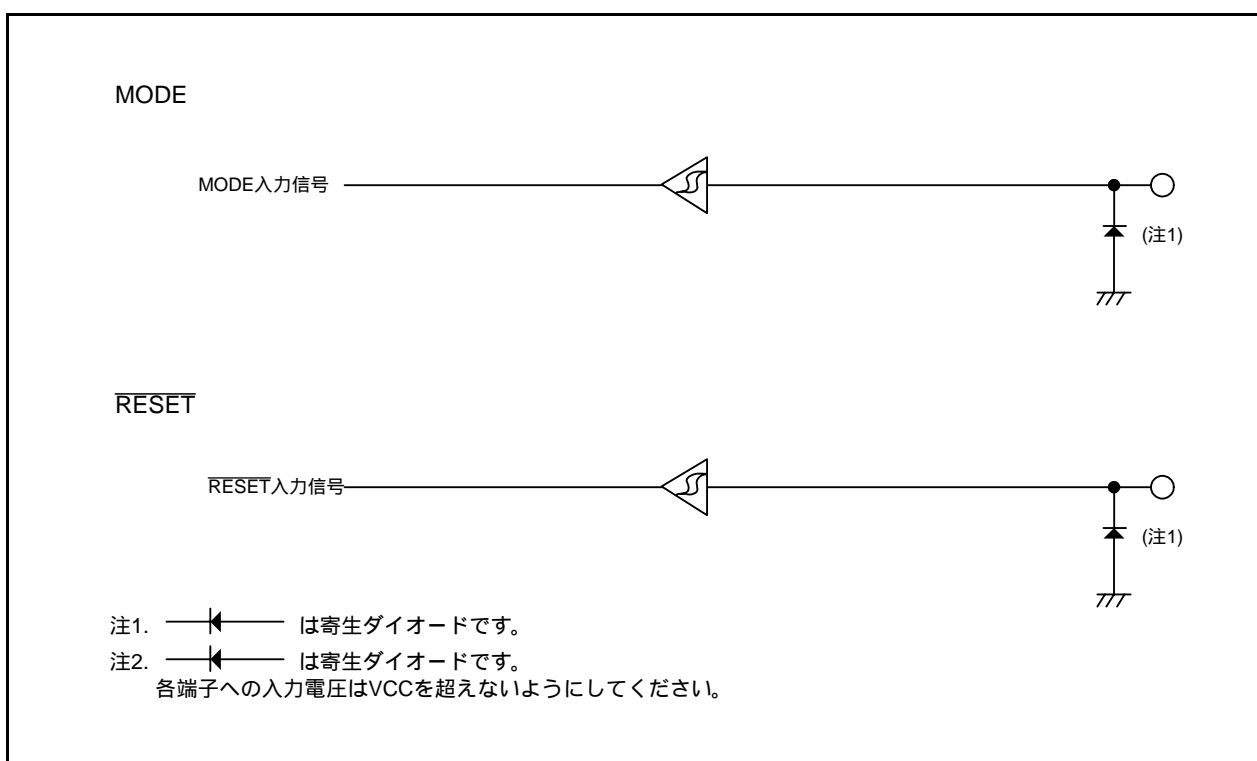 MODE
MODE入力信号
(注1)
RESET
RESET入力信号
(注1)
注1. は寄生ダイオードです。
注2. は寄生ダイオードです。
各端子への入力電圧はVCCを超えないようにしてください。